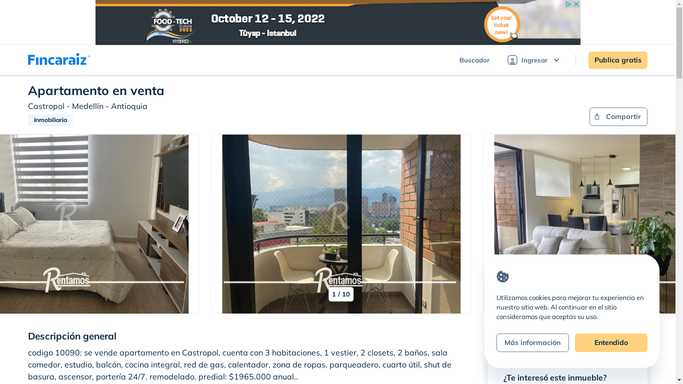 FOOD-TECH
October 12 - 15, 2022
Tüyap - Istanbul
Get your
ticket
now!
Fincaraiz
Buscador
Ingresar
Publica gratis
Apartamento en venta
Castropol - Medellín - Antioquia
Inmobiliaria
Compartir
Rentamos
Rentamos
1 / 10
Utilizamos cookies para mejorar tu experiencia en
nuestro sitio web. Al continuar en el sitio
consideramos que aceptas su uso.
Más información
Entendido
Descripción general
codigo 10090: se vende apartamento en Castropol, cuenta con 3 habitaciones, 1 vestier, 2 closets, 2 baños, sala
comedor, estudio, balcón, cocina integral, red de gas, calentador, zona de ropas, parqueadero, cuarto útil, shut de
basura, ascensor, portería 24/7. remodelado. predial: $1965.000 anual..
¿Te interesó este inmueble?